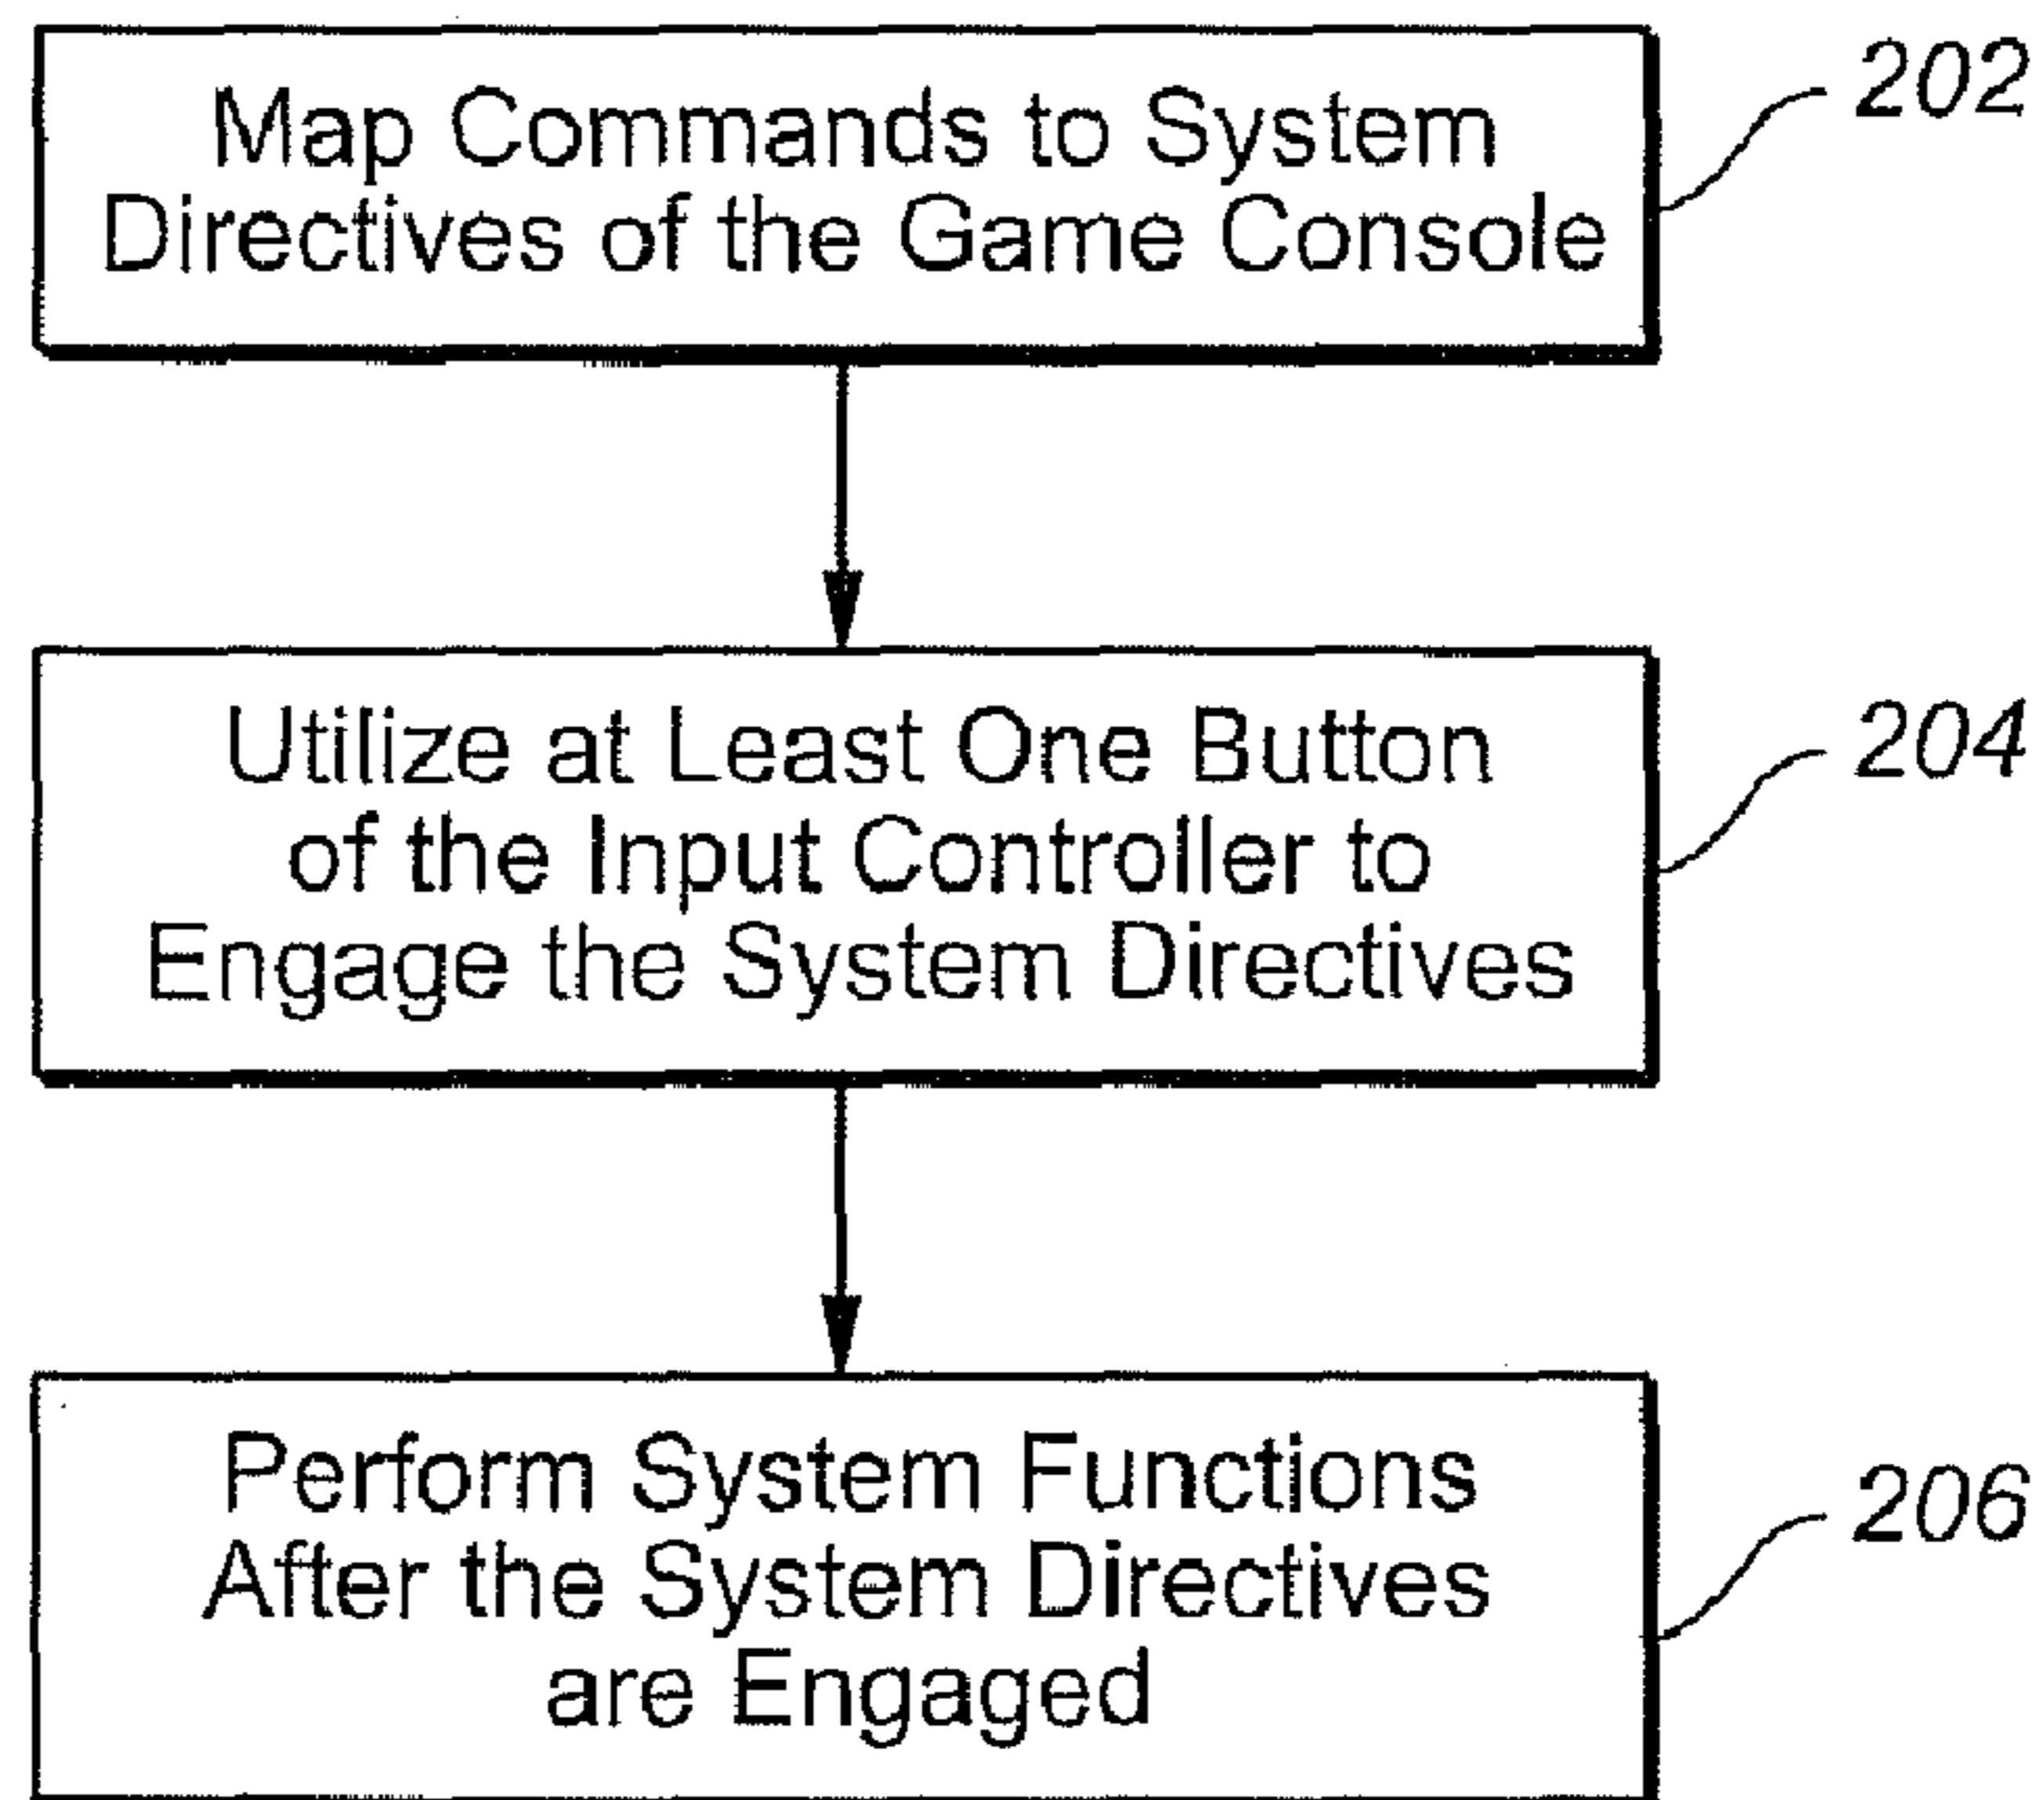 Map Commands to System
Directives of the Game Console
202
Utilize at Least One Button
of the Input Controller to
Engage the System Directives
204
Perform System Functions
After the System Directives
are Engaged
206